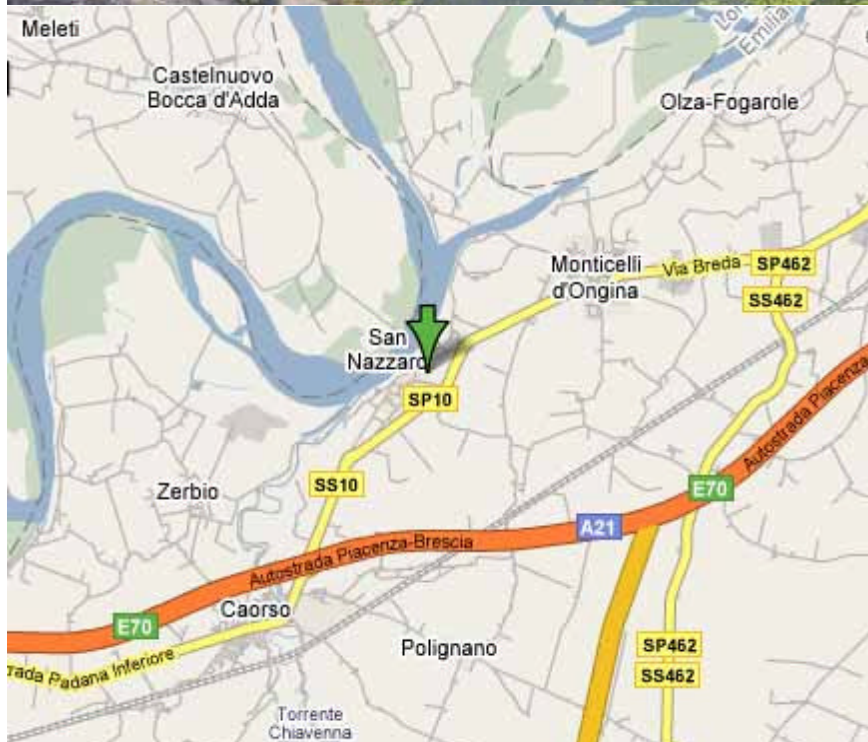 Meleti
Castelnuovo
Bocca d'Adda
Emilia
Olza-Fogarole
Monticelli
d'Ongina
Via Breda
SP462
SS462
San
Nazzaro
SP10
SS10
Zerbio
Autostrada Piacenza
E70
A21
Autostrada Piacenza-Brescia
E70
Caorso
Polignano
SP462
SS462
rada Padana Inferiore
Torrente
Chiavenna